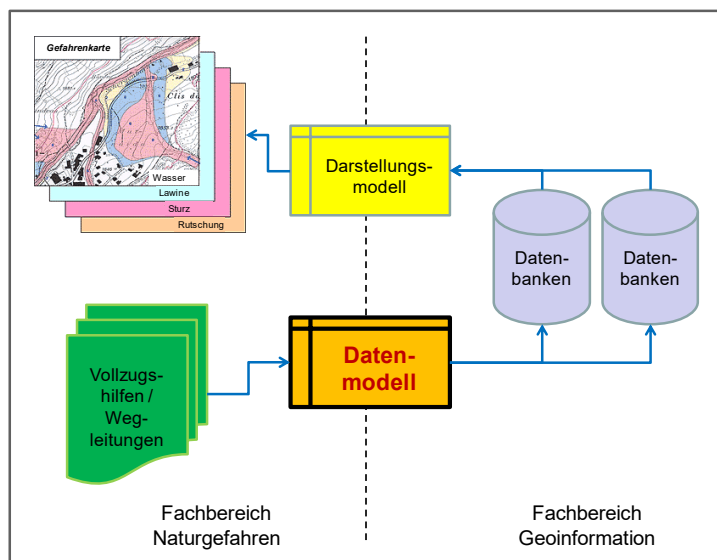 Gefahrenkarte
Wasser
Lawine
Sturz
Rutschung
Darstellungs-
modell
Daten-
banken
Daten-
banken
Daten-
modell
Vollzugs-
hilfen /
Weg-
leitungen
Fachbereich
Naturgefahren
Fachbereich
Geoinformation